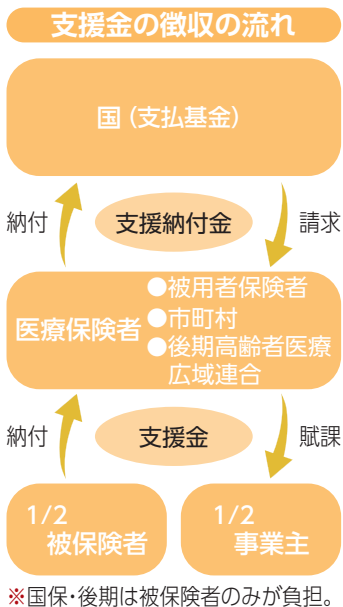 支援金の徴収の流れ
国（支払基金）
納付
支援納付金
請求
医療保険者
●被用者保険者
●市町村
●後期高齢者医療
広域連合
納付
支援金
賦課
1/2
被保険者
1/2
事業主
※国保・後期は被保険者のみが負担。